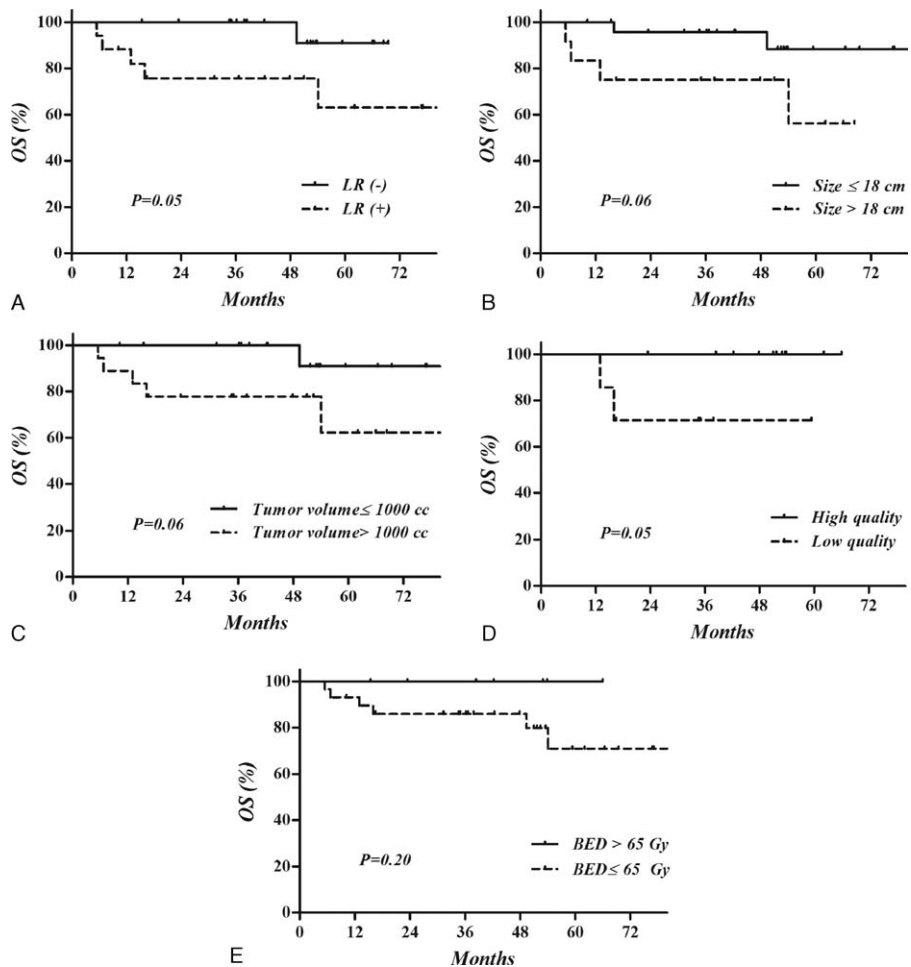 100
80
60
40
20
0
OS (%)
P=0.05
LR (-)
LR (+)
0 12 24 36 48 60 72
Months
A
100
80
60
40
20
0
OS (%)
P=0.06
Size ≤ 18 cm
Size > 18 cm
0 12 24 36 48 60 72
Months
B
100
80
60
40
20
0
OS (%)
P=0.06
Tumor volume≤ 1000 cc
Tumor volume> 1000 cc
0 12 24 36 48 60 72
Months
C
100
80
60
40
20
0
OS (%)
P=0.05
High quality
Low quality
0 12 24 36 48 60 72
Months
D
100
80
60
40
20
0
OS (%)
P=0.20
BED > 65 Gy
BED≤ 65 Gy
0 12 24 36 48 60 72
Months
E